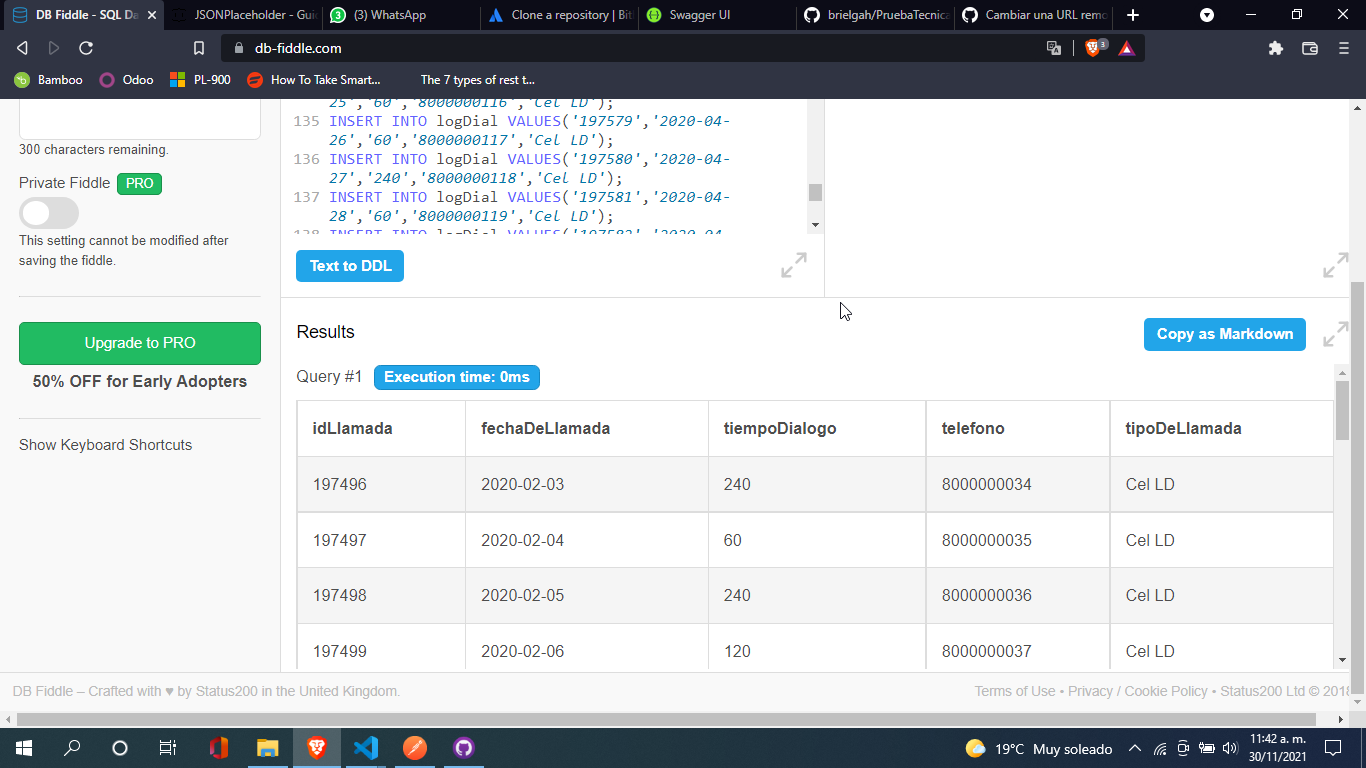 DB Fiddle - SQL Da
JSONPlaceholder - Gui
(3) WhatsApp
Clone a repository | Bit
Swagger UI
brielgah/PruebaTecnica
Cambiar una URL remo
db-fiddle.com
3
Bamboo
Odoo
PL-900
How To Take Smart...
The 7 types of rest t...
300 characters remaining.
Private Fiddle PRO
This setting cannot be modified after
saving the fiddle.
Upgrade to PRO
50% OFF for Early Adopters
Show Keyboard Shortcuts
25','60','8000000116','Cel LD');
135 INSERT INTO logDial VALUES('197579','2020-04-
26','60','8000000117','Cel LD');
136 INSERT INTO logDial VALUES('197580','2020-04-
27','240','8000000118','Cel LD');
137 INSERT INTO logDial VALUES('197581','2020-04-
28','60','8000000119','Cel LD');
138 INSERT INTO logDial VALUES('197582','2020-04-
Text to DDL
Results
Copy as Markdown
Query #1 Execution time: 0ms
idLlamada fechaDeLlamada tiempoDialogo telefono tipoDeLlamada
197496 2020-02-03 240 8000000034 Cel LD
197497 2020-02-04 60 8000000035 Cel LD
197498 2020-02-05 240 8000000036 Cel LD
197499 2020-02-06 120 8000000037 Cel LD
DB Fiddle – Crafted with ♥ by Status200 in the United Kingdom.
Terms of Use • Privacy / Cookie Policy • Status200 Ltd © 2018
19°C Muy soleado
11:42 a. m.
30/11/2021